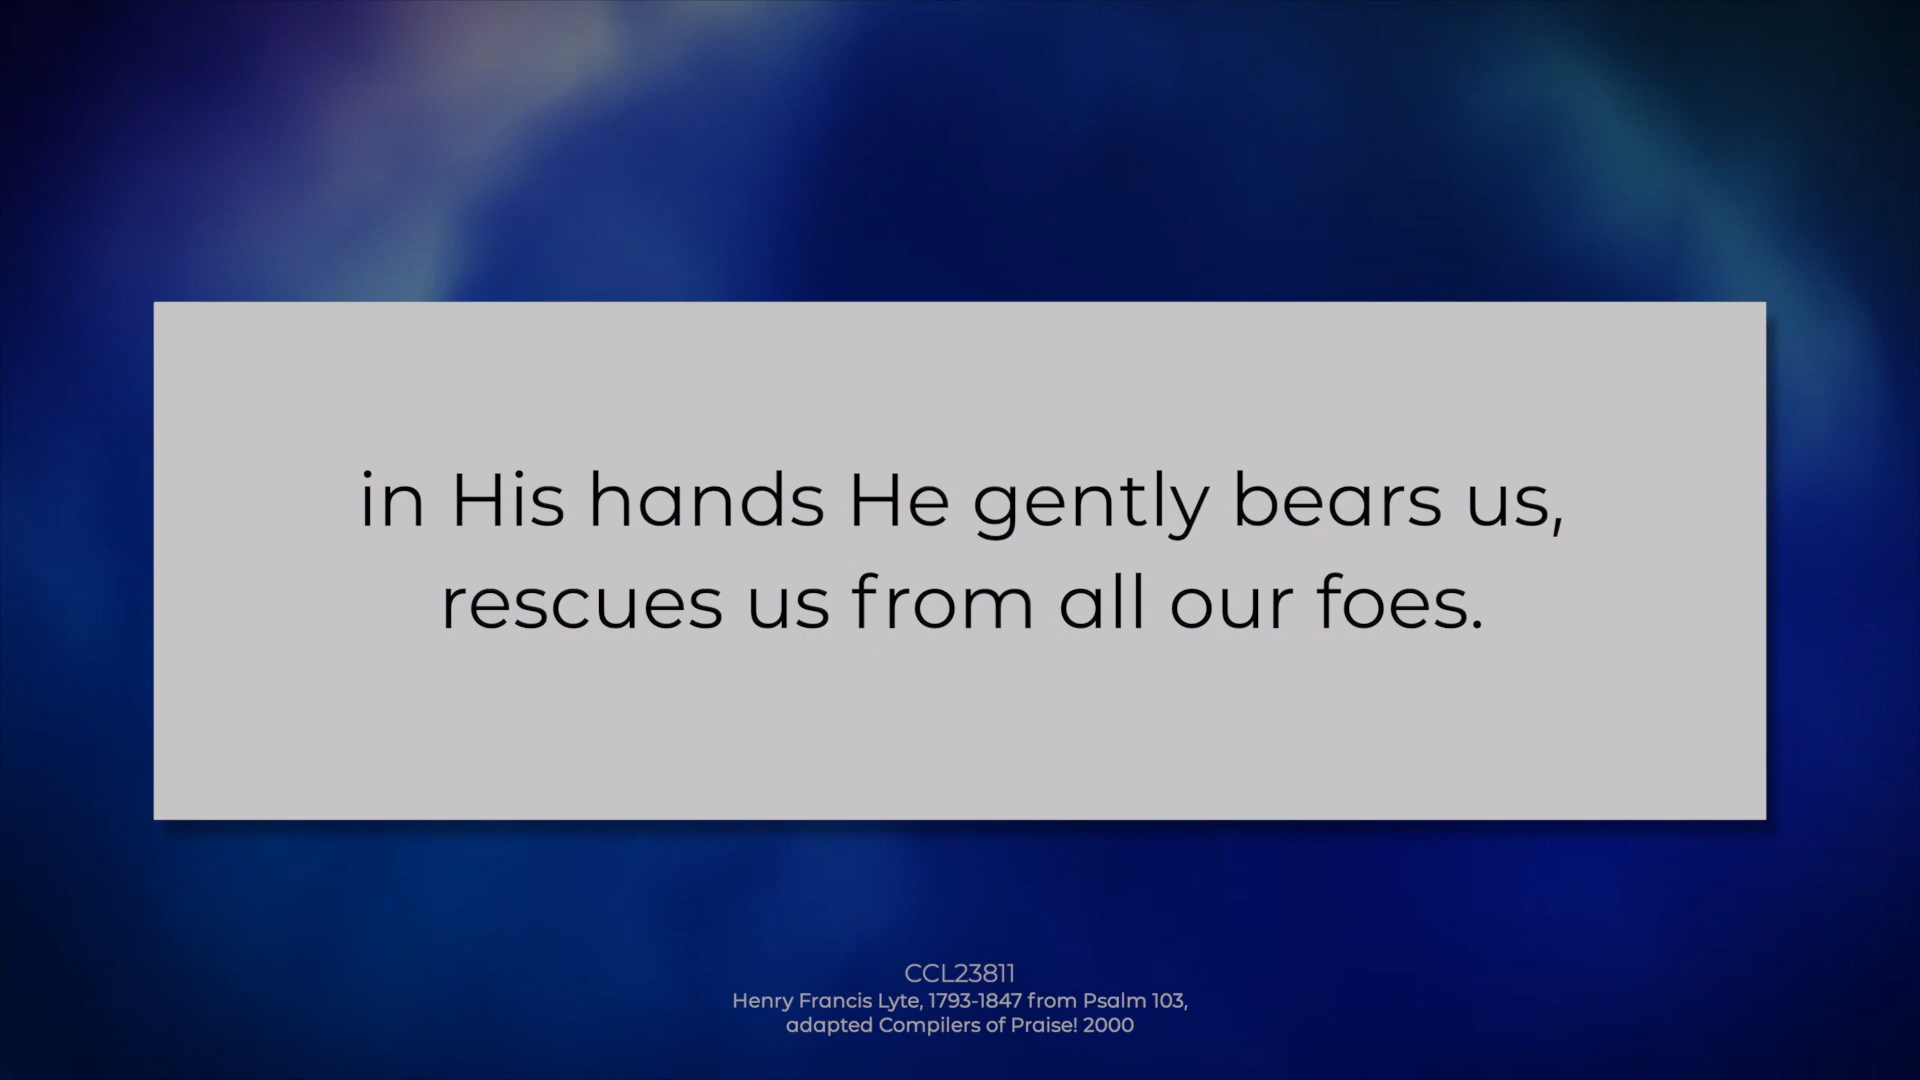 in His hands He gently bears us,
rescues us from all our foes.
CCL23811
Henry Francis Lyte, 1793-1847 from Psalm 103,
adapted Compilers of Praise! 2000